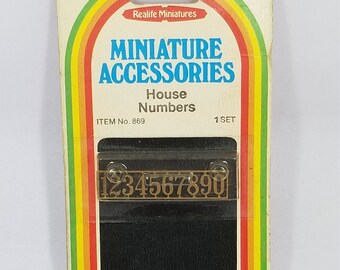 Realife Miniatures
MINIATURE
ACCESSORIES
House
Numbers
ITEM No. 869 1 SET
1234567890